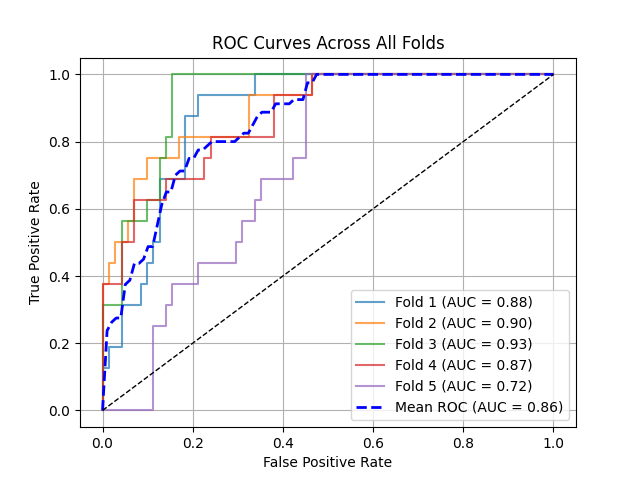 ROC Curves Across All Folds
True Positive Rate
1.0
0.8
0.6
0.4
0.2
0.0
Fold 1 (AUC = 0.88)
Fold 2 (AUC = 0.90)
Fold 3 (AUC = 0.93)
Fold 4 (AUC = 0.87)
Fold 5 (AUC = 0.72)
Mean ROC (AUC = 0.86)
0.0 0.2 0.4 0.6 0.8 1.0
False Positive Rate